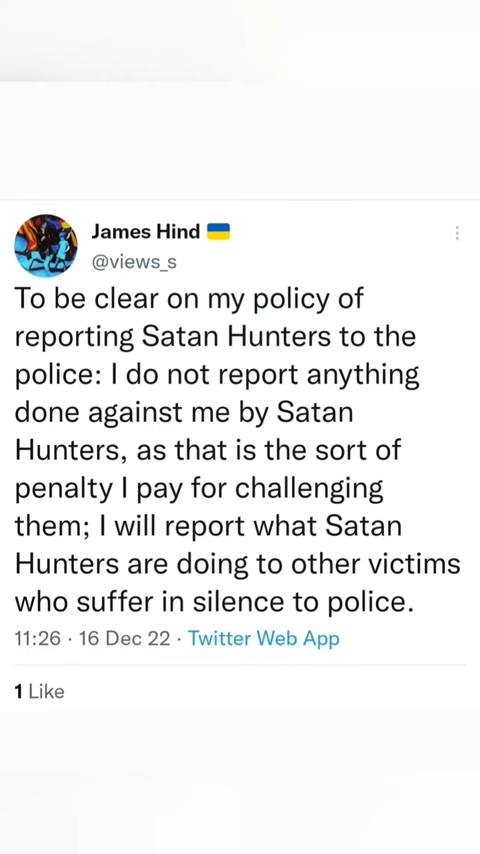 James Hind 🇺🇦
@views_s
To be clear on my policy of
reporting Satan Hunters to the
police: I do not report anything
done against me by Satan
Hunters, as that is the sort of
penalty I pay for challenging
them; I will report what Satan
Hunters are doing to other victims
who suffer in silence to police.
11:26 · 16 Dec 22 · Twitter Web App
1 Like